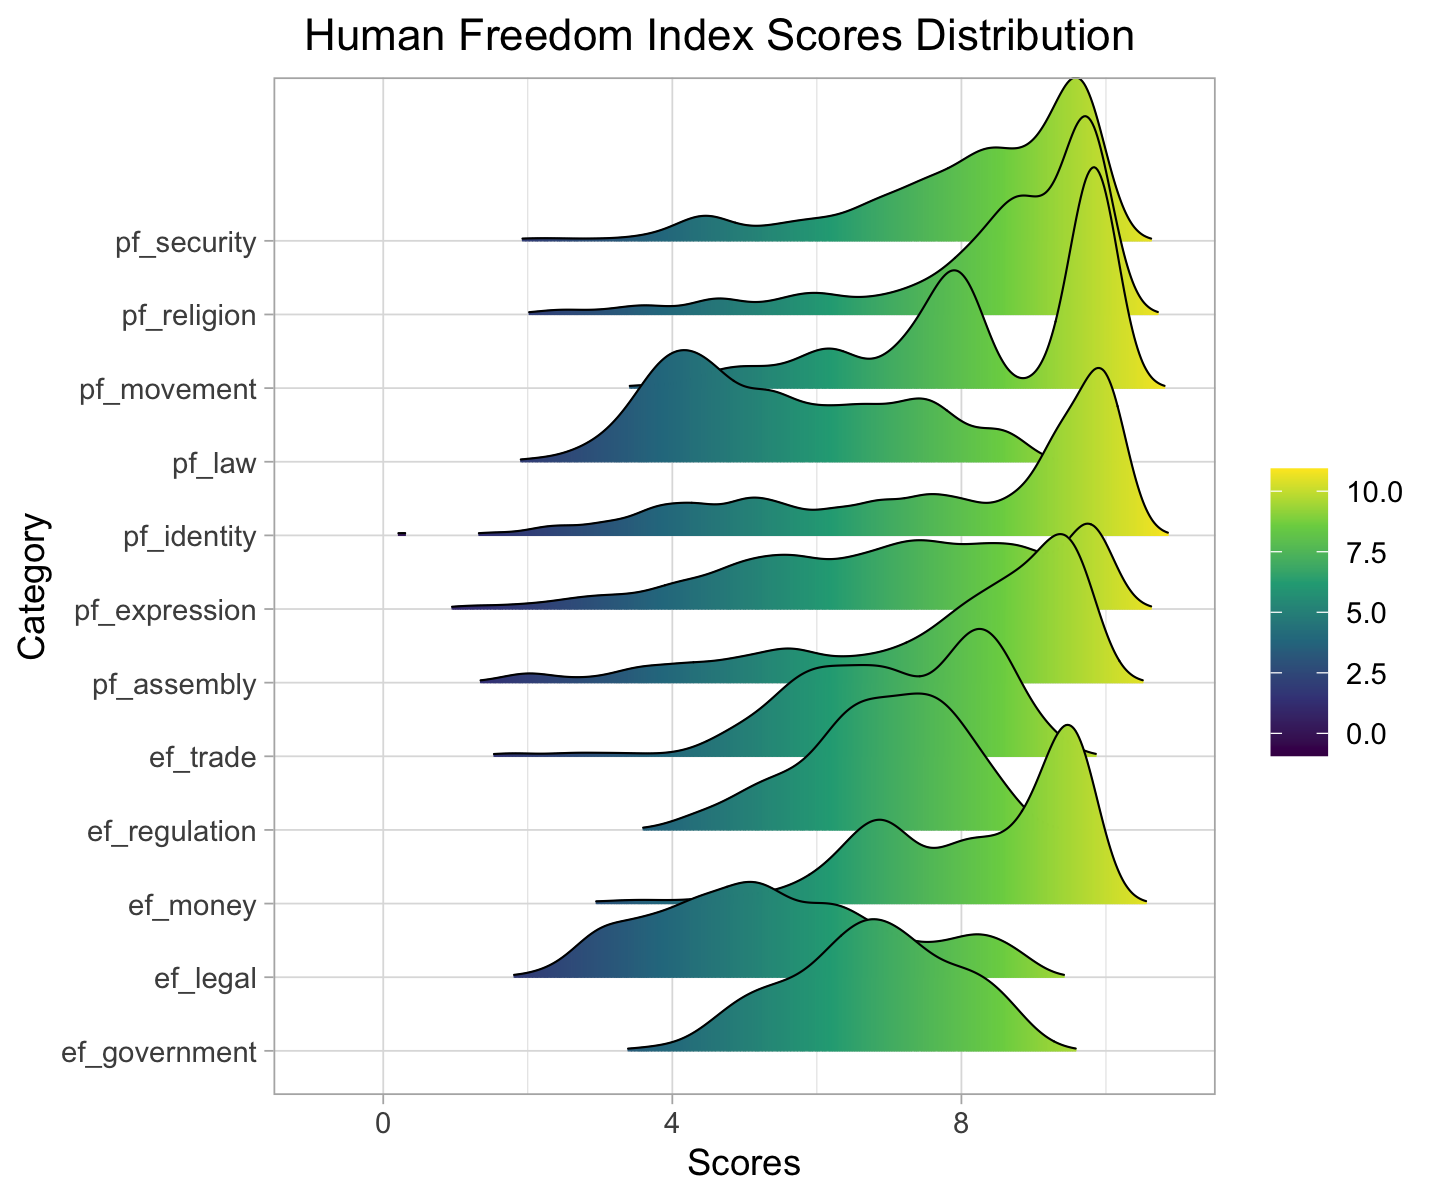 Human Freedom Index Scores Distribution
Category
pf_security
pf_religion
pf_movement
pf_law
pf_identity
pf_expression
pf_assembly
ef_trade
ef_regulation
ef_money
ef_legal
ef_government
0 4 8
Scores
10.0
7.5
5.0
2.5
0.0